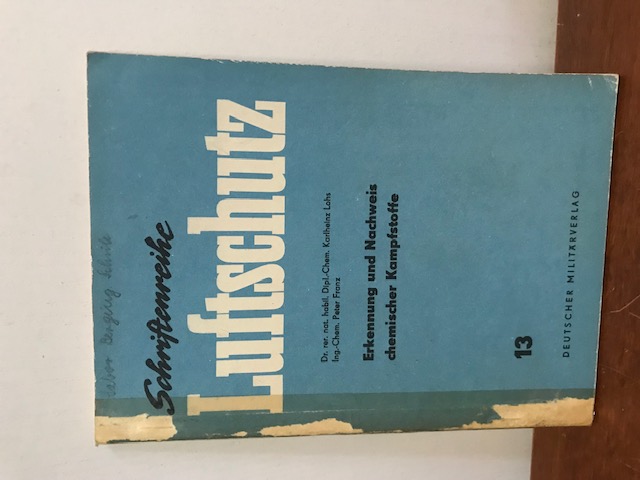 Schriftenreihe
Luftschutz
Dr. rer. nat. habil. Dipl.-Chem. Karlheinz Lohs
Ing.-Chem. Peter Franz
Erkennung und Nachweis
chemischer Kampfstoffe
13
DEUTSCHER MILITÄRVERLAG